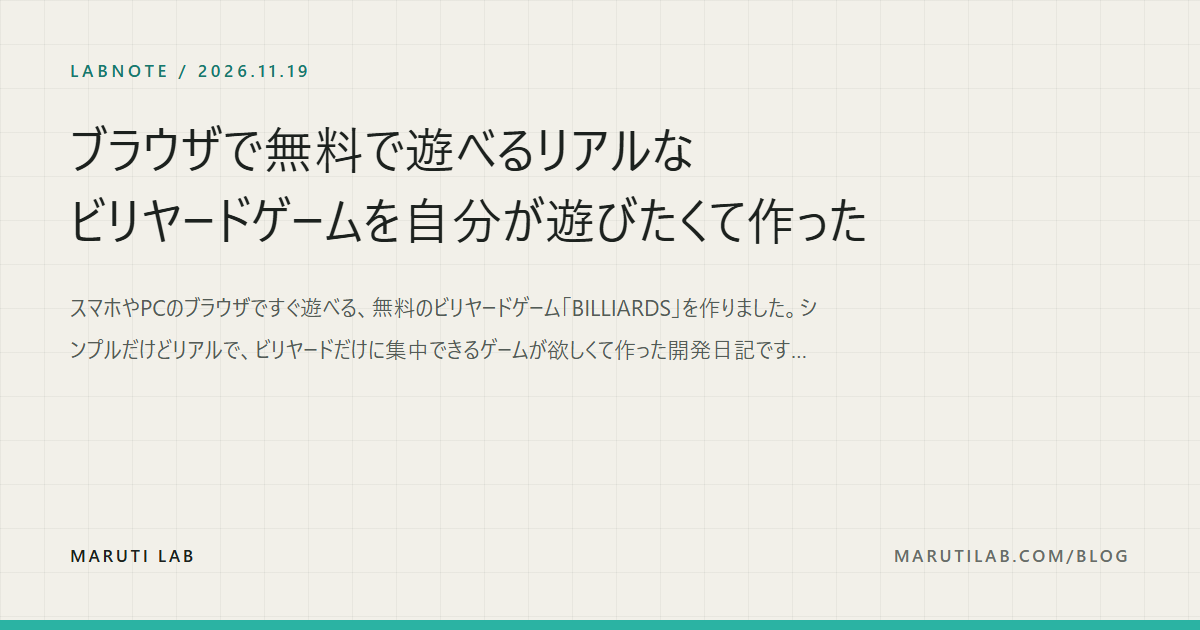 LABNOTE / 2026.11.19
ブラウザで無料で遊べるリアルな
ビリヤードゲームを自分が遊びたくて作った
スマホやPCのブラウザですぐ遊べる、無料のビリヤードゲーム「BILLIARDS」を作りました。シ
ンプルだけどリアルで、ビリヤードだけに集中できるゲームが欲しくて作った開発日記です…
MARUTI LAB
MARUTILAB.COM/BLOG